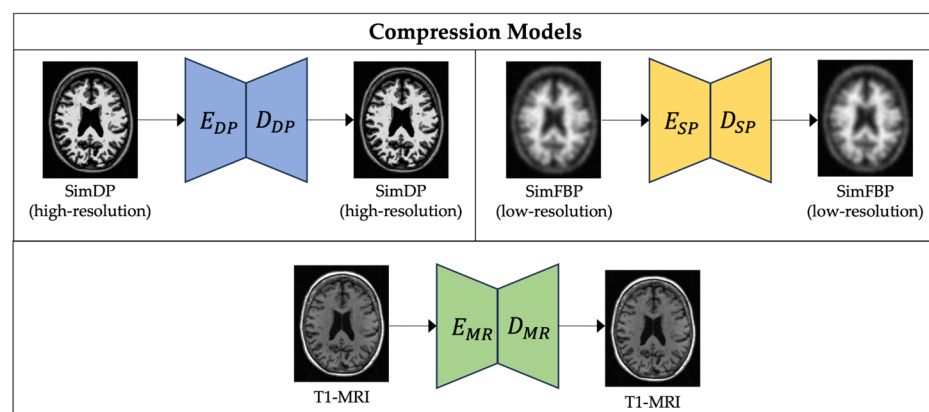 Compression Models
E_DP D_DP
SimDP
(high-resolution)
SimDP
(high-resolution)
E_SP D_SP
SimFBP
(low-resolution)
SimFBP
(low-resolution)
E_MR D_MR
T1-MRI
T1-MRI